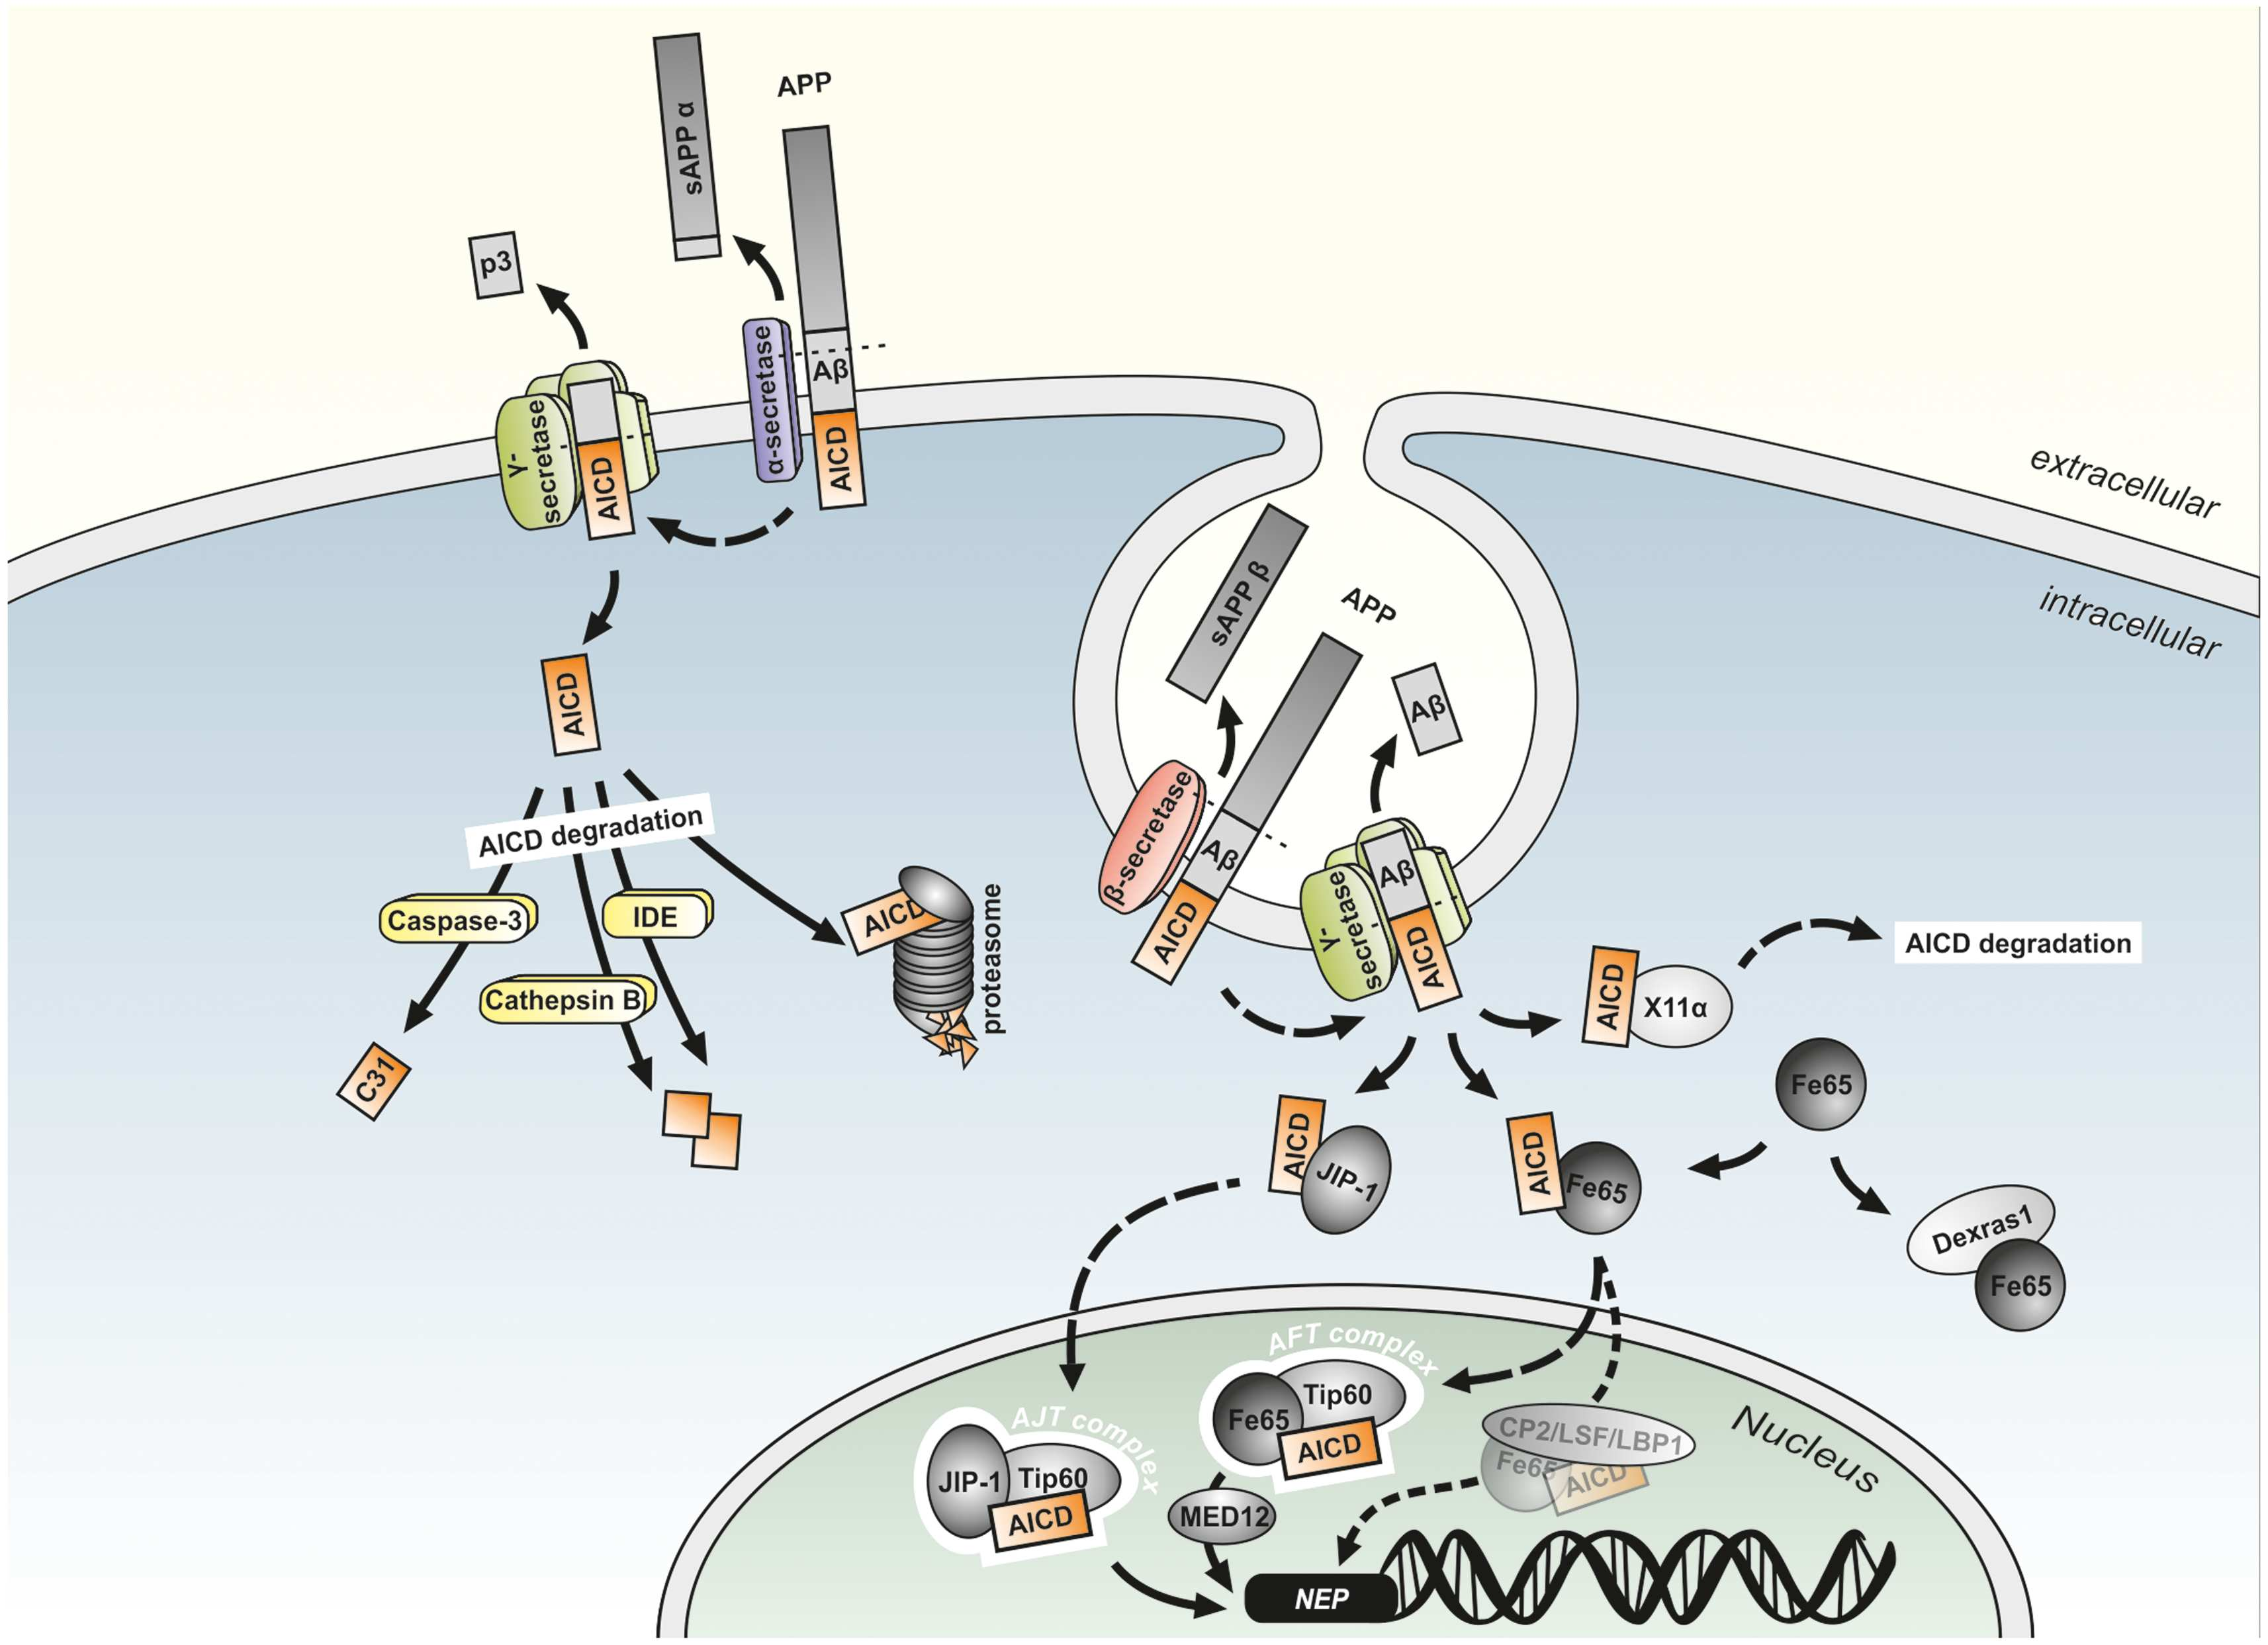 APP
sAPP α
p3
α-secretase
Aβ
AICD
γ-
secretase
AICD
extracellular
intracellular
AICD
AICD degradation
Caspase-3
IDE
Cathepsin B
C31
AICD
proteasome
sAPP β
APP
Aβ
β-secretase
Aβ
AICD
γ-
secretase
Aβ
AICD
AICD
X11α
AICD degradation
Fe65
AICD
JIP-1
AICD
Fe65
Dexras1
Fe65
AFT complex
Fe65
Tip60
AICD
AJT complex
JIP-1
Tip60
AICD
MED12
CP2/LSF/LBP1
Fe65
AICD
Nucleus
NEP